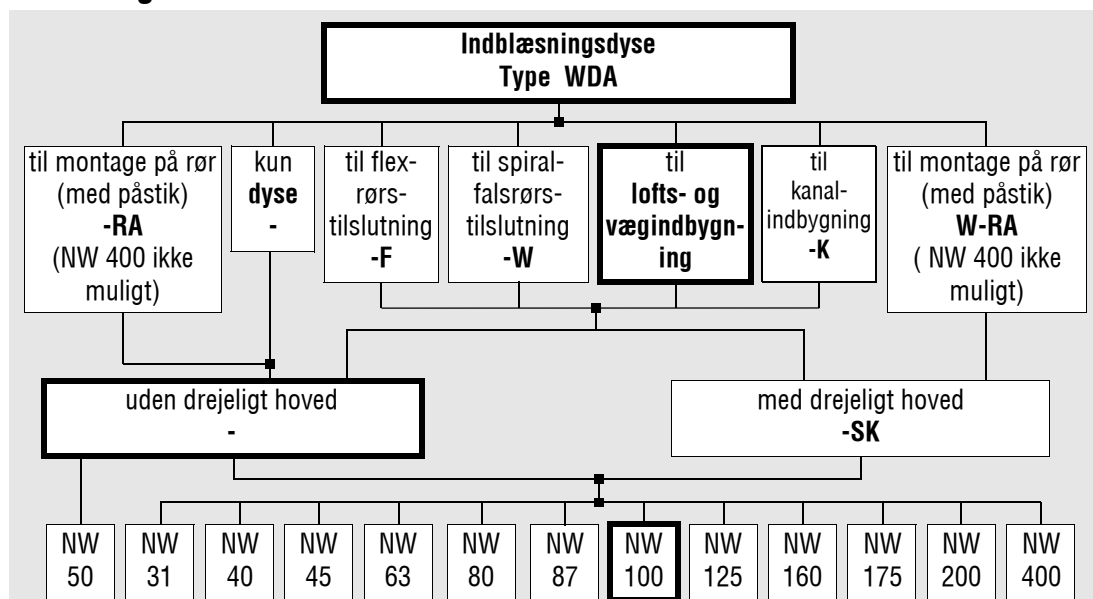 Indblæsningsdyse
Type WDA
til montage på rør
(med påstik)
-RA
(NW 400 ikke
muligt)
kun
dyse
-
til flex-
rørs-
tilslutning
-F
til spiral-
falsrørs-
tilslutning
-W
til
lofts- og
vægindbygn-
ing
til
kanal-
indbygning
-K
til montage på rør
(med påstik)
W-RA
( NW 400 ikke
muligt)
uden drejeligt hoved
-
med drejeligt hoved
-SK
NW
50
NW
31
NW
40
NW
45
NW
63
NW
80
NW
87
NW
100
NW
125
NW
160
NW
175
NW
200
NW
400